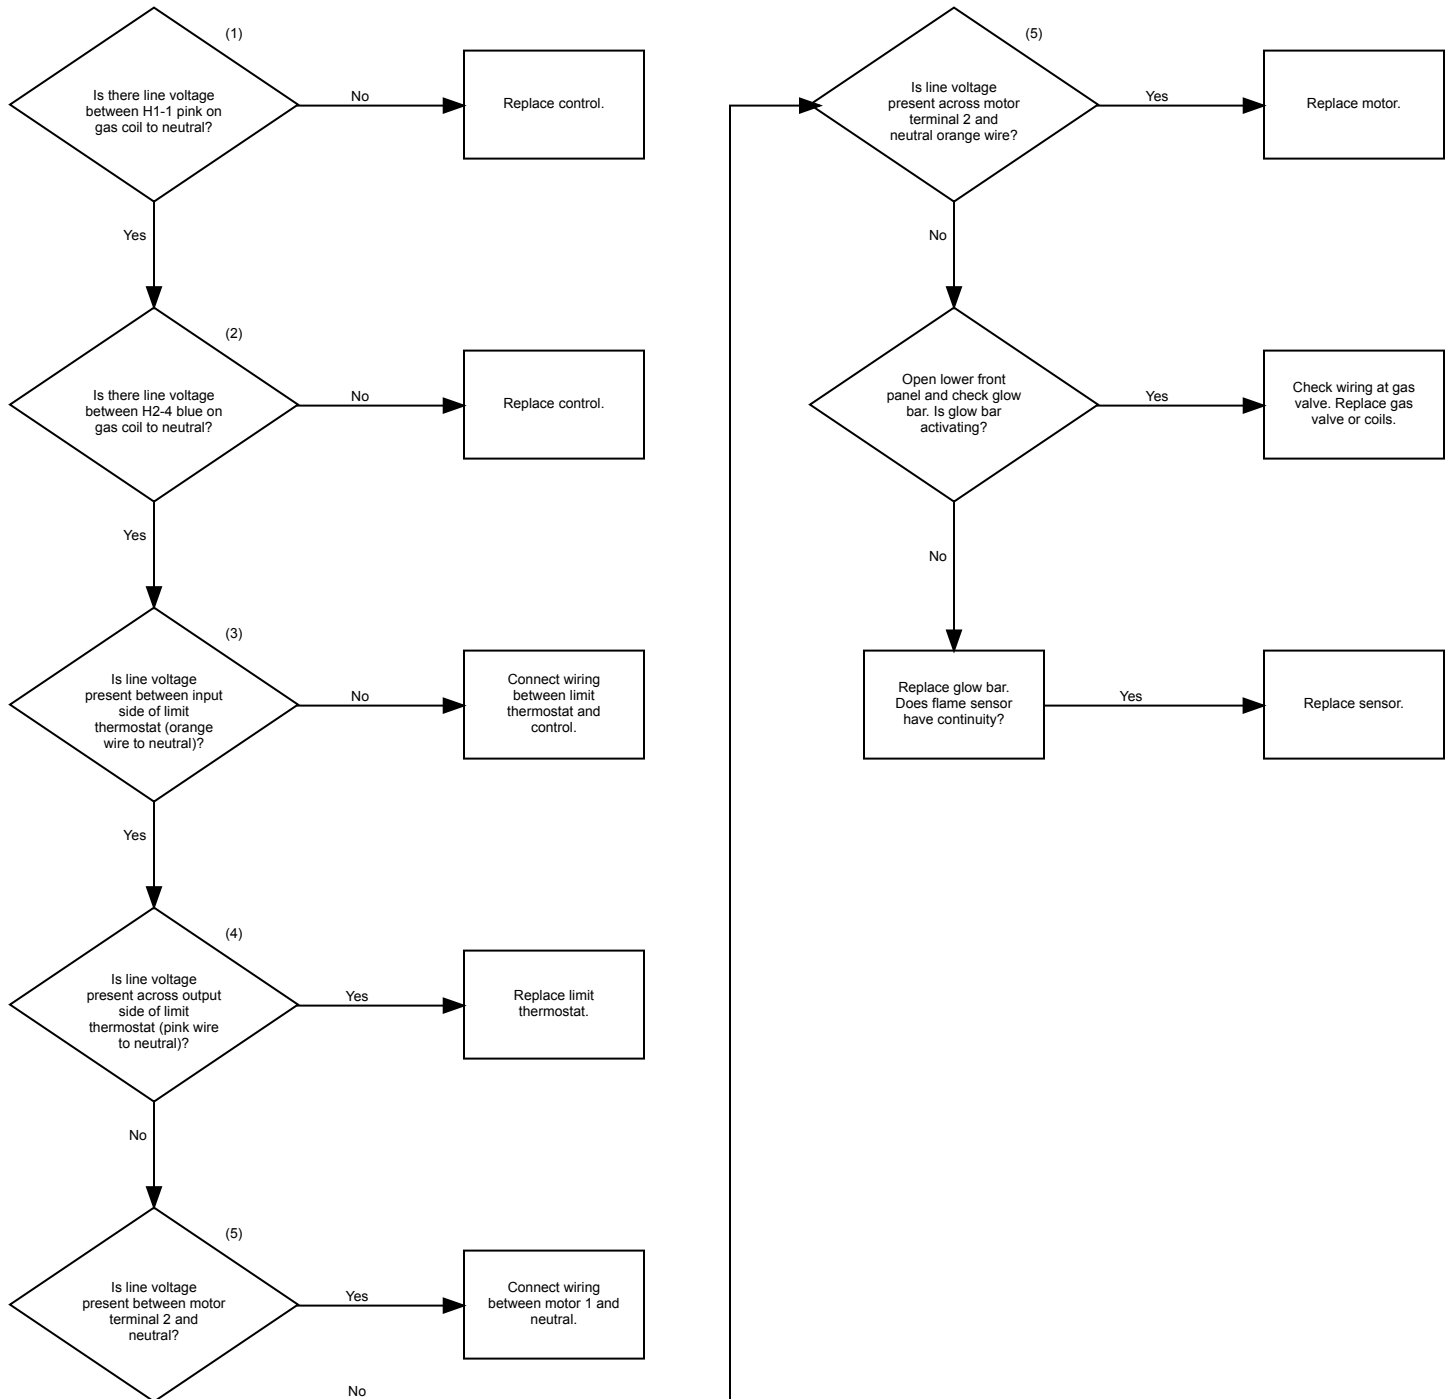 (1)
Is there line voltage
between H1-1 pink on
gas coil to neutral?
No
Replace control.
Yes
(2)
Is there line voltage
between H2-4 blue on
gas coil to neutral?
No
Replace control.
Yes
(3)
Is line voltage
present between input
side of limit
thermostat (orange
wire to neutral)?
No
Connect wiring
between limit
thermostat and
control.
Yes
(4)
Is line voltage
present across output
side of limit
thermostat (pink wire
to neutral)?
Yes
Replace limit
thermostat.
No
(5)
Is line voltage
present between motor
terminal 2 and
neutral?
Yes
Connect wiring
between motor 1 and
neutral.
No
(5)
Is line voltage
present across motor
terminal 2 and
neutral orange wire?
Yes
Replace motor.
No
Open lower front
panel and check glow
bar. Is glow bar
activating?
Yes
Check wiring at gas
valve. Replace gas
valve or coils.
No
Replace glow bar.
Does flame sensor
have continuity?
Yes
Replace sensor.